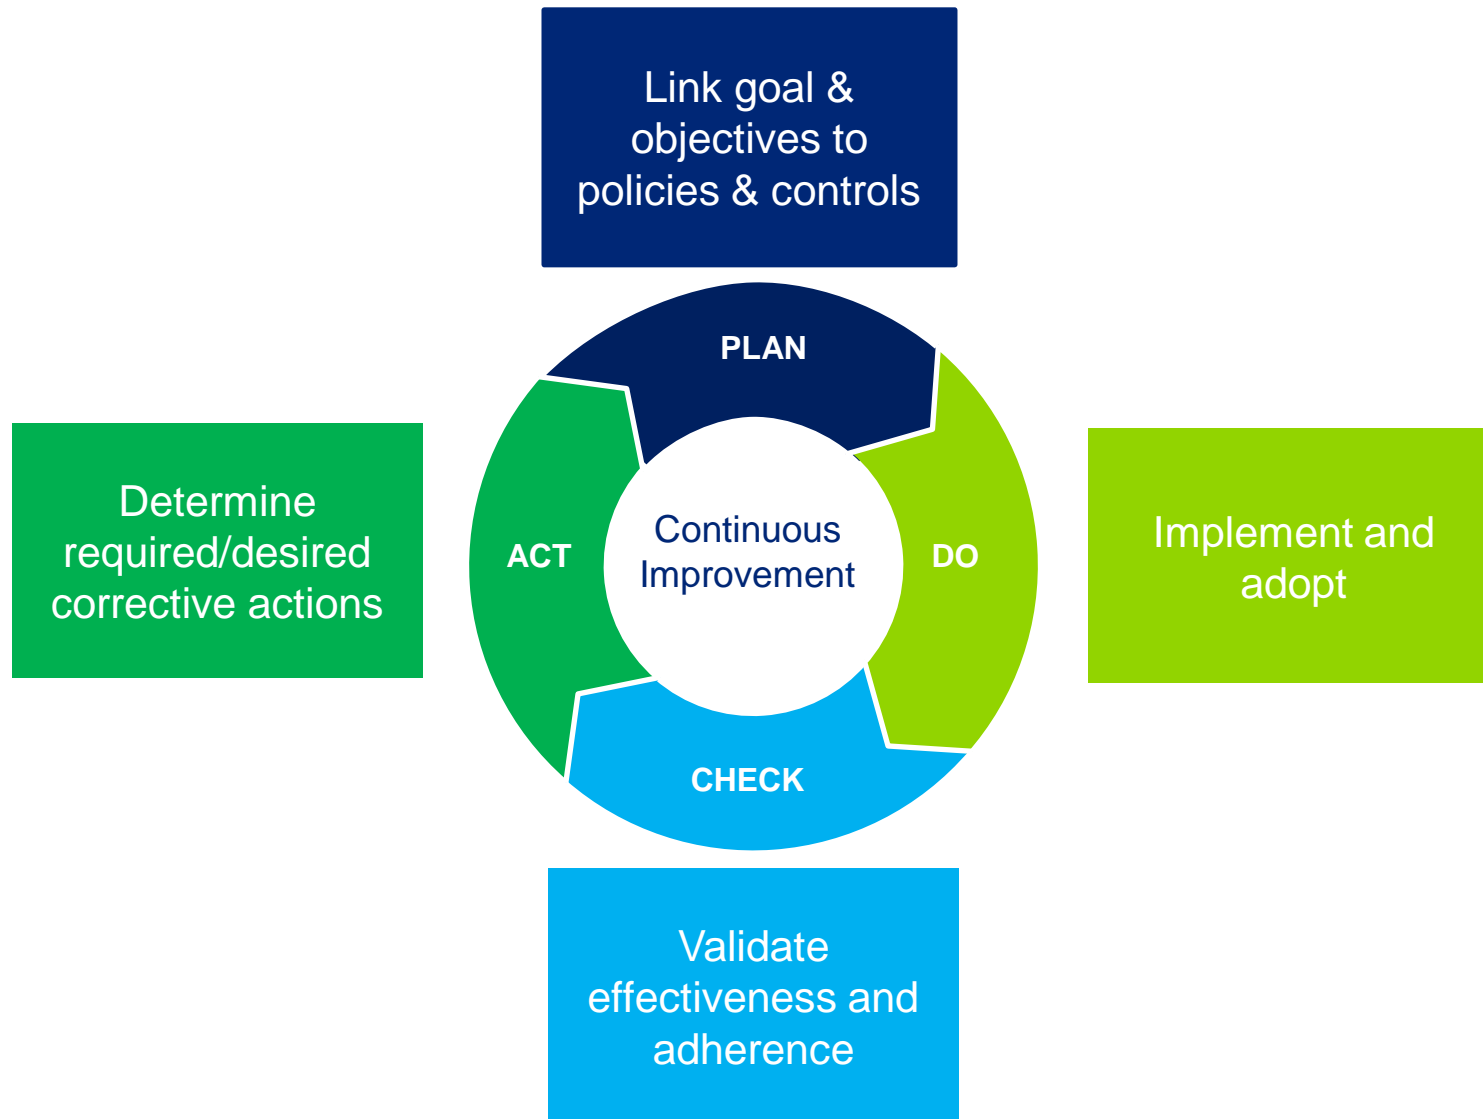 Link goal &
objectives to
policies & controls
PLAN
Determine
required/desired
corrective actions
ACT
Continuous
Improvement
DO
Implement and
adopt
CHECK
Validate
effectiveness and
adherence